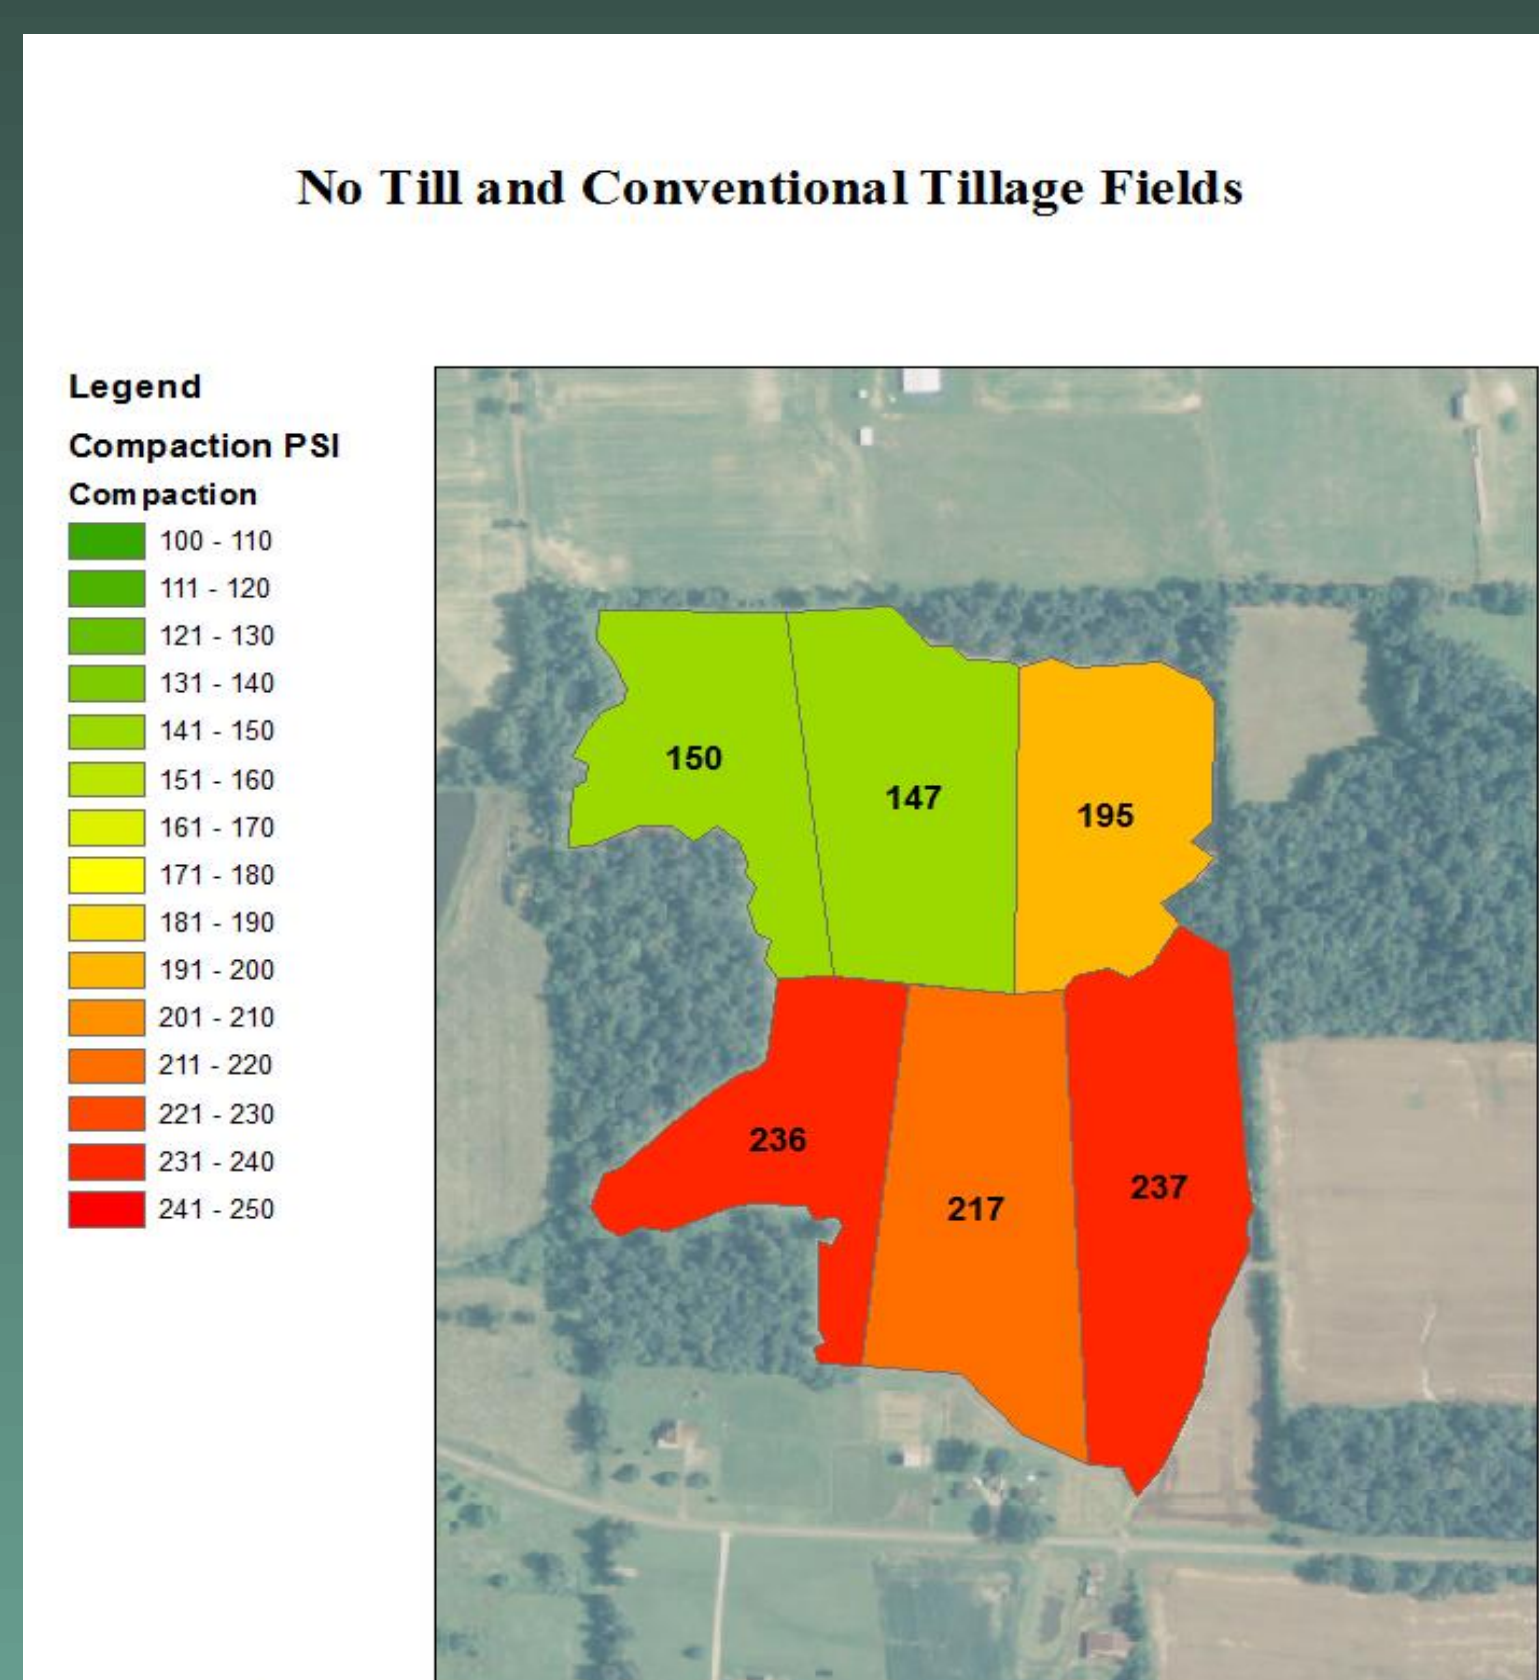 No Till and Conventional Tillage Fields
Legend
Compaction PSI
Compaction
100 - 110
111 - 120
121 - 130
131 - 140
141 - 150
151 - 160
161 - 170
171 - 180
181 - 190
191 - 200
201 - 210
211 - 220
221 - 230
231 - 240
241 - 250
150
147
195
236
217
237